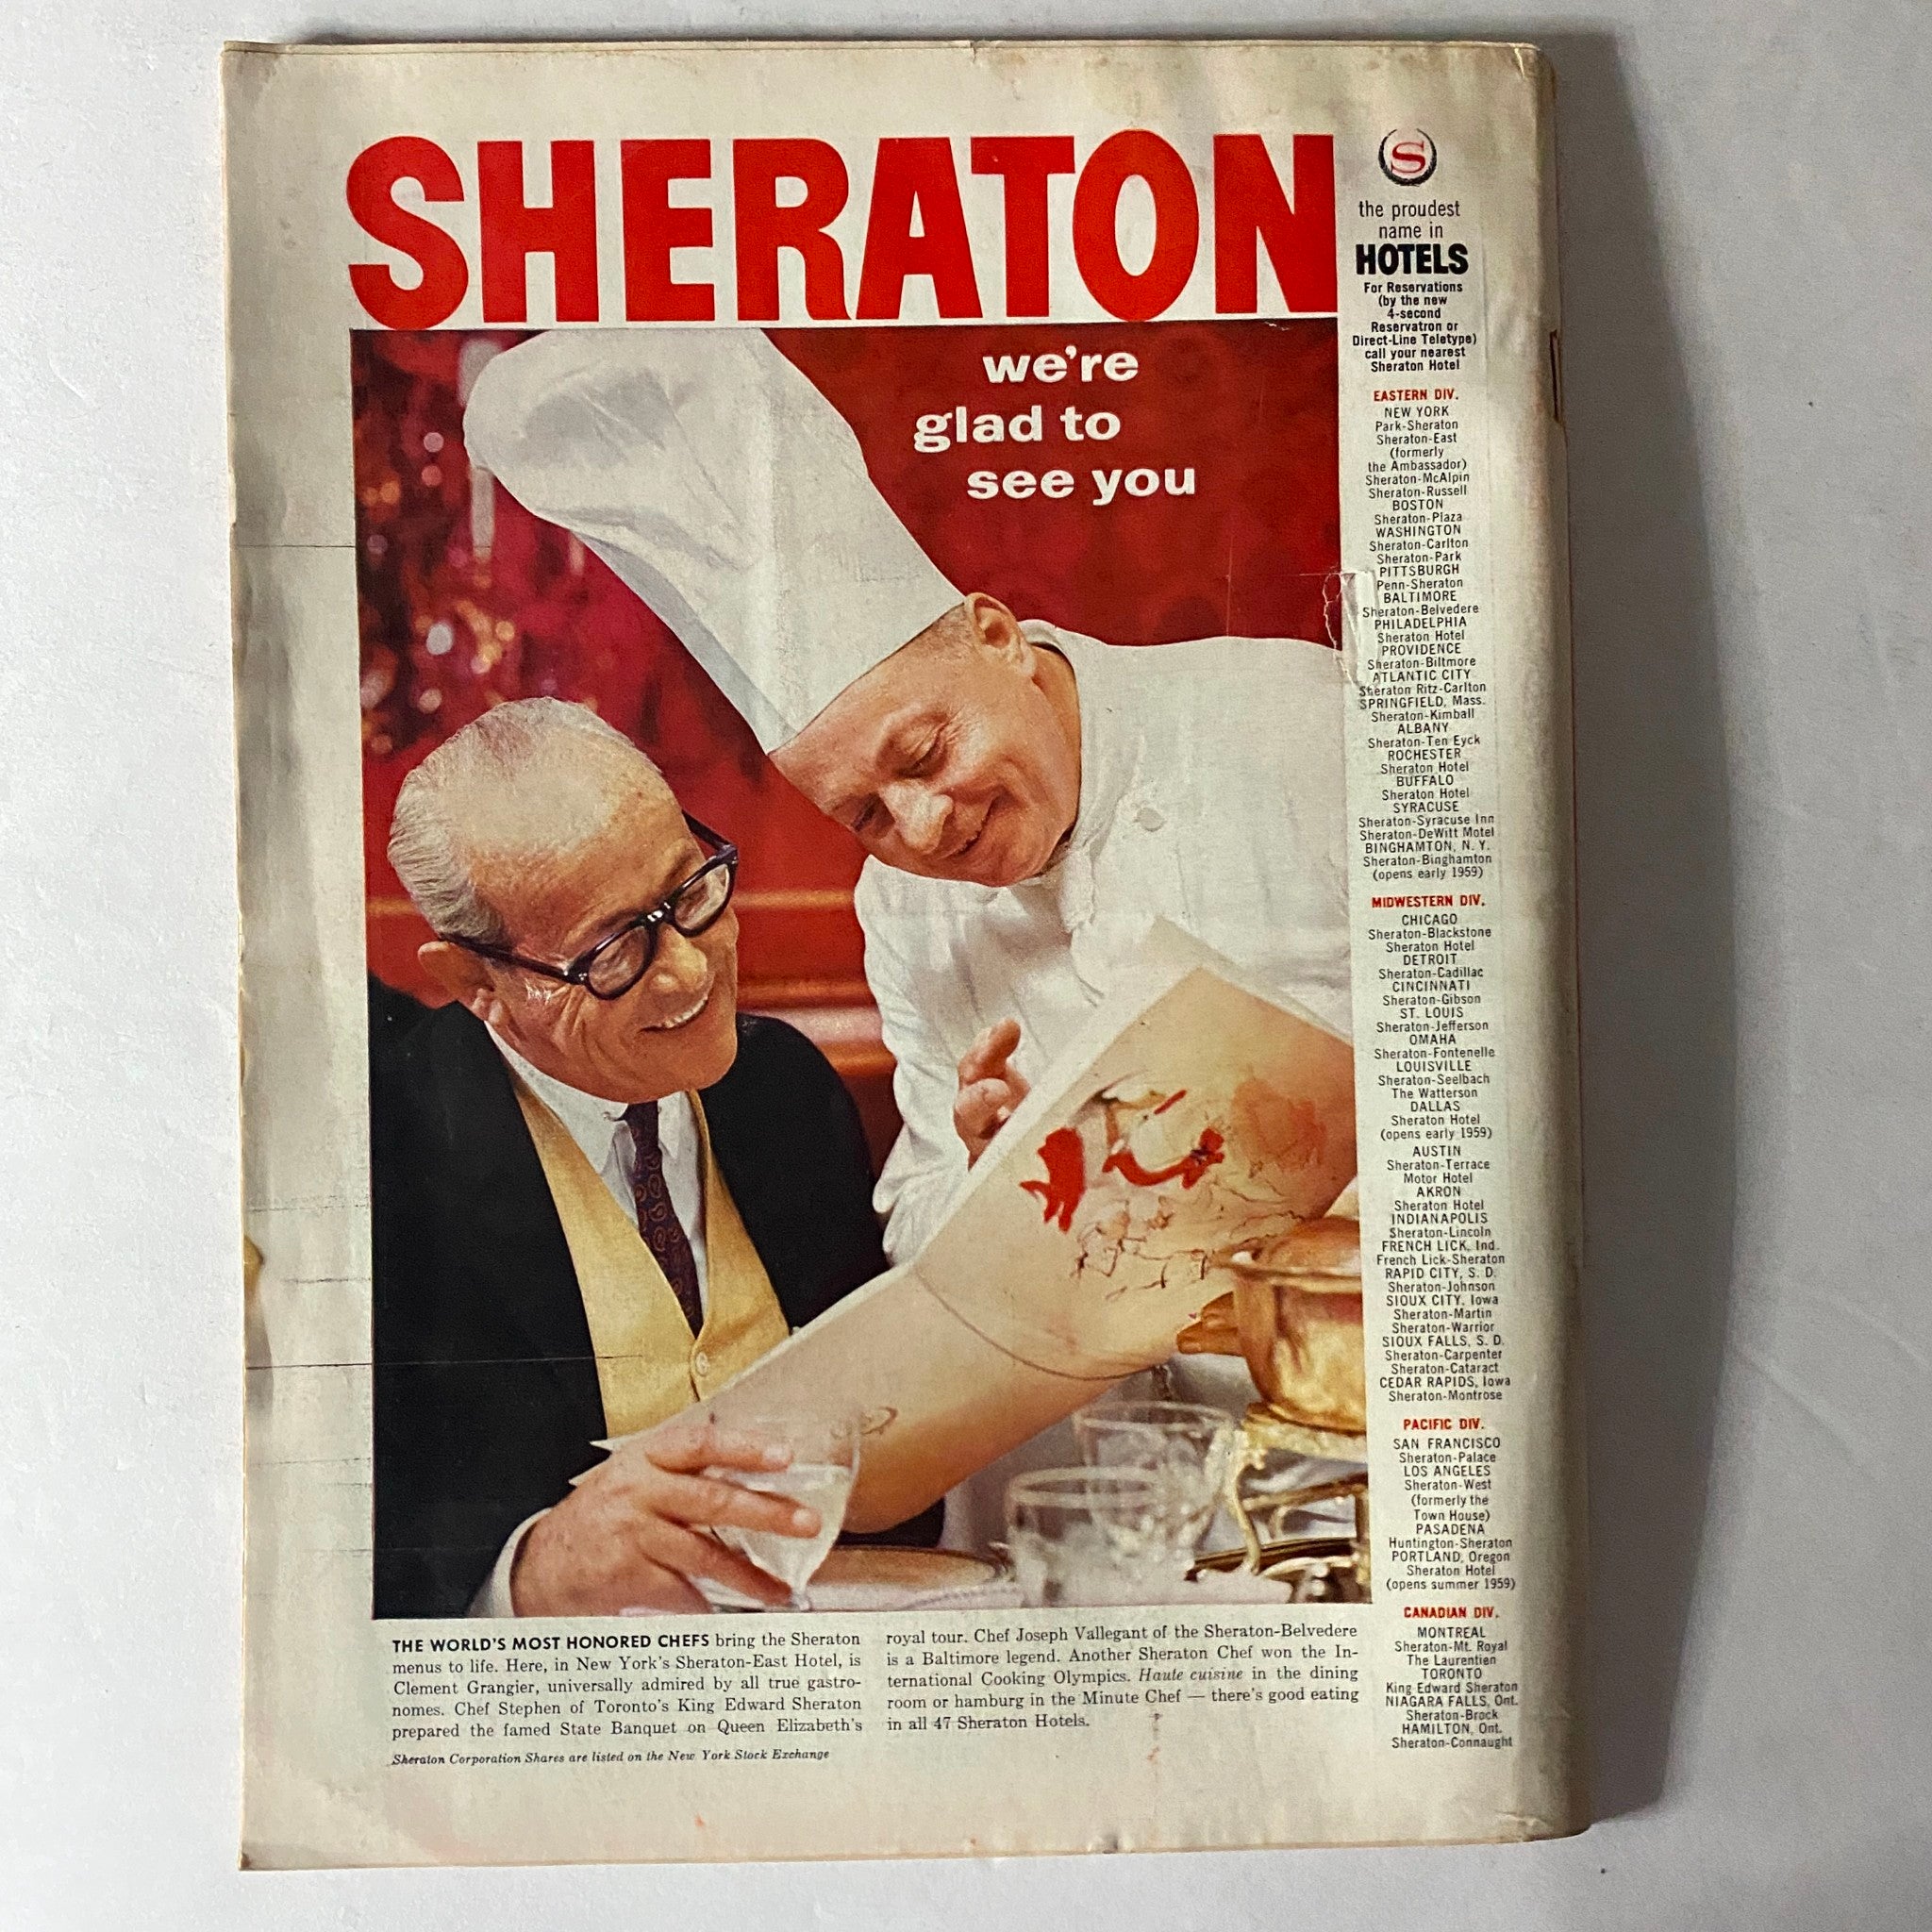 SHERATON
we're
glad to
see you
THE WORLD'S MOST HONORED CHEFS bring the Sheraton
menus to life. Here, in New York's Sheraton-East Hotel, is
Clement Grangier, universally admired by all true gastro-
nomes. Chef Stephen of Toronto's King Edward Sheraton
prepared the famed State Banquet on Queen Elizabeth's
royal tour. Chef Joseph Vallegant of the Sheraton-Belvedere
is a Baltimore legend. Another Sheraton Chef won the In-
ternational Cooking Olympics. Haute cuisine in the dining
room or hamburg in the Minute Chef — there's good eating
in all 47 Sheraton Hotels.
Sheraton Corporation Shares are listed on the New York Stock Exchange
S
the proudest
name in
HOTELS
For Reservations
(by the new
4-second
Reservatron or
Direct-Line Teletype)
call your nearest
Sheraton Hotel
EASTERN DIV.
NEW YORK
Park-Sheraton
Sheraton-East
(formerly
the Ambassador)
Sheraton-McAlpin
Sheraton-Russell
BOSTON
Sheraton-Plaza
WASHINGTON
Sheraton-Carlton
Sheraton-Park
PITTSBURGH
Penn-Sheraton
BALTIMORE
Sheraton-Belvedere
PHILADELPHIA
Sheraton Hotel
PROVIDENCE
Sheraton-Biltmore
ATLANTIC CITY
Sheraton Ritz-Carlton
SPRINGFIELD, Mass.
Sheraton-Kimball
ALBANY
Sheraton-Ten Eyck
ROCHESTER
Sheraton Hotel
BUFFALO
Sheraton Hotel
SYRACUSE
Sheraton-Syracuse Inn
Sheraton-DeWitt Motel
BINGHAMTON, N. Y.
Sheraton-Binghamton
(opens early 1959)
MIDWESTERN DIV.
CHICAGO
Sheraton-Blackstone
Sheraton Hotel
DETROIT
Sheraton-Cadillac
CINCINNATI
Sheraton-Gibson
ST. LOUIS
Sheraton-Jefferson
OMAHA
Sheraton-Fontenelle
LOUISVILLE
Sheraton-Seelbach
The Watterson
DALLAS
Sheraton Hotel
(opens early 1959)
AUSTIN
Sheraton-Terrace
Motor Hotel
AKRON
Sheraton Hotel
INDIANAPOLIS
Sheraton-Lincoln
FRENCH LICK, Ind.
French Lick-Sheraton
RAPID CITY, S. D.
Sheraton-Johnson
SIOUX CITY, Iowa
Sheraton-Martin
Sheraton-Warrior
SIOUX FALLS, S. D.
Sheraton-Carpenter
Sheraton-Cataract
CEDAR RAPIDS, Iowa
Sheraton-Montrose
PACIFIC DIV.
SAN FRANCISCO
Sheraton-Palace
LOS ANGELES
Sheraton-West
(formerly the
Town House)
PASADENA
Huntington-Sheraton
PORTLAND, Oregon
Sheraton Hotel
(opens summer 1959)
CANADIAN DIV.
MONTREAL
Sheraton-Mt. Royal
The Laurentien
TORONTO
King Edward Sheraton
NIAGARA FALLS, Ont.
Sheraton-Brock
HAMILTON, Ont.
Sheraton-Connaught